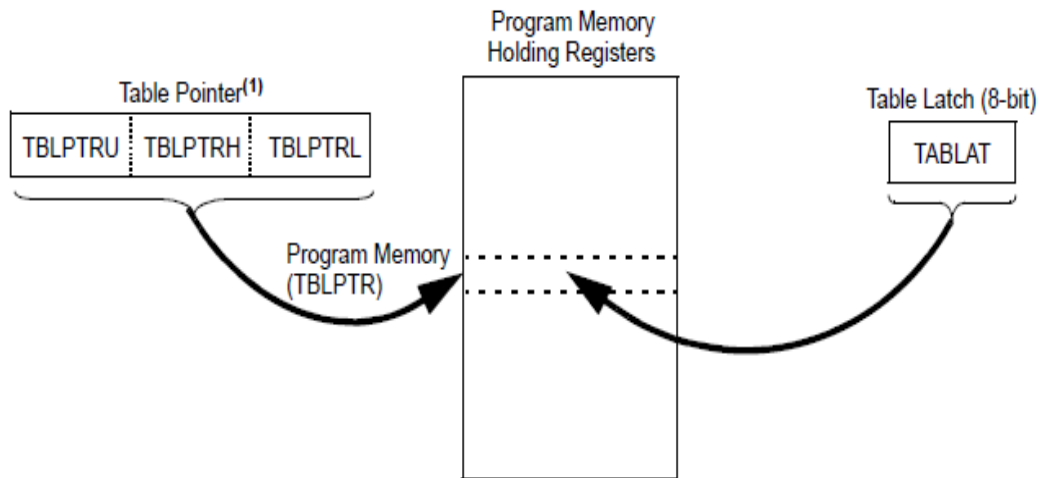 Program Memory
Holding Registers
Table Pointer(1)
Table Latch (8-bit)
TBLPTRU TBLPTRH TBLPTRL
TABLAT
Program Memory
(TBLPTR)